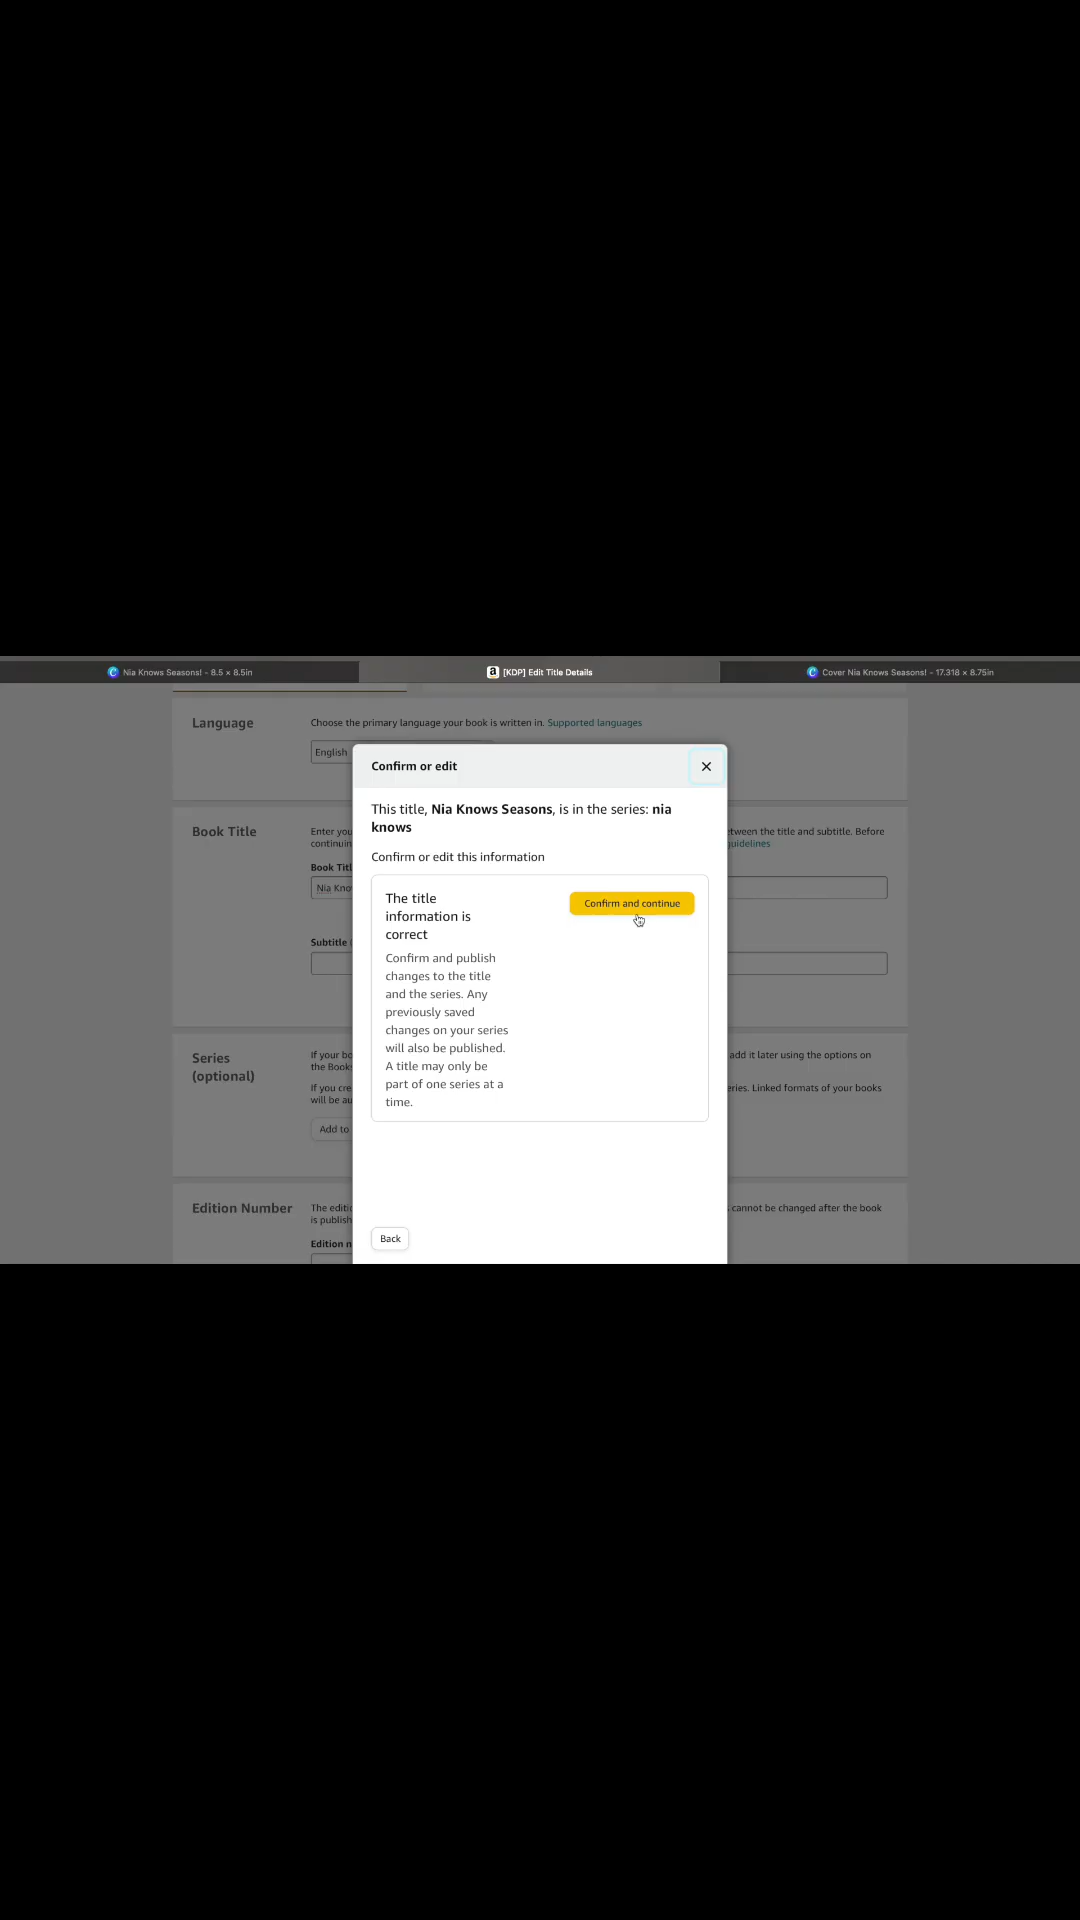 Nia Knows Seasons! - 8.5 × 8.5in
[KDP] Edit Title Details
Cover Nia Knows Seasons! - 17.318 × 8.75in
Language
Choose the primary language your book is written in. Supported languages
English
Confirm or edit
This title, Nia Knows Seasons, is in the series: nia
knows
Confirm or edit this information
The title
information is
correct
Confirm and continue
Confirm and publish
changes to the title
and the series. Any
previously saved
changes on your series
will also be published.
A title may only be
part of one series at a
time.
Back
Book Title
Enter you
tween the title and subtitle. Before
continuin
guidelines
Book Titl
Nia Kno
Subtitle
Series
(optional)
If your bo
add it later using the options on
the Book
If you cre
eries. Linked formats of your books
will be au
Add to
Edition Number
The editi
cannot be changed after the book
is publish
Edition n